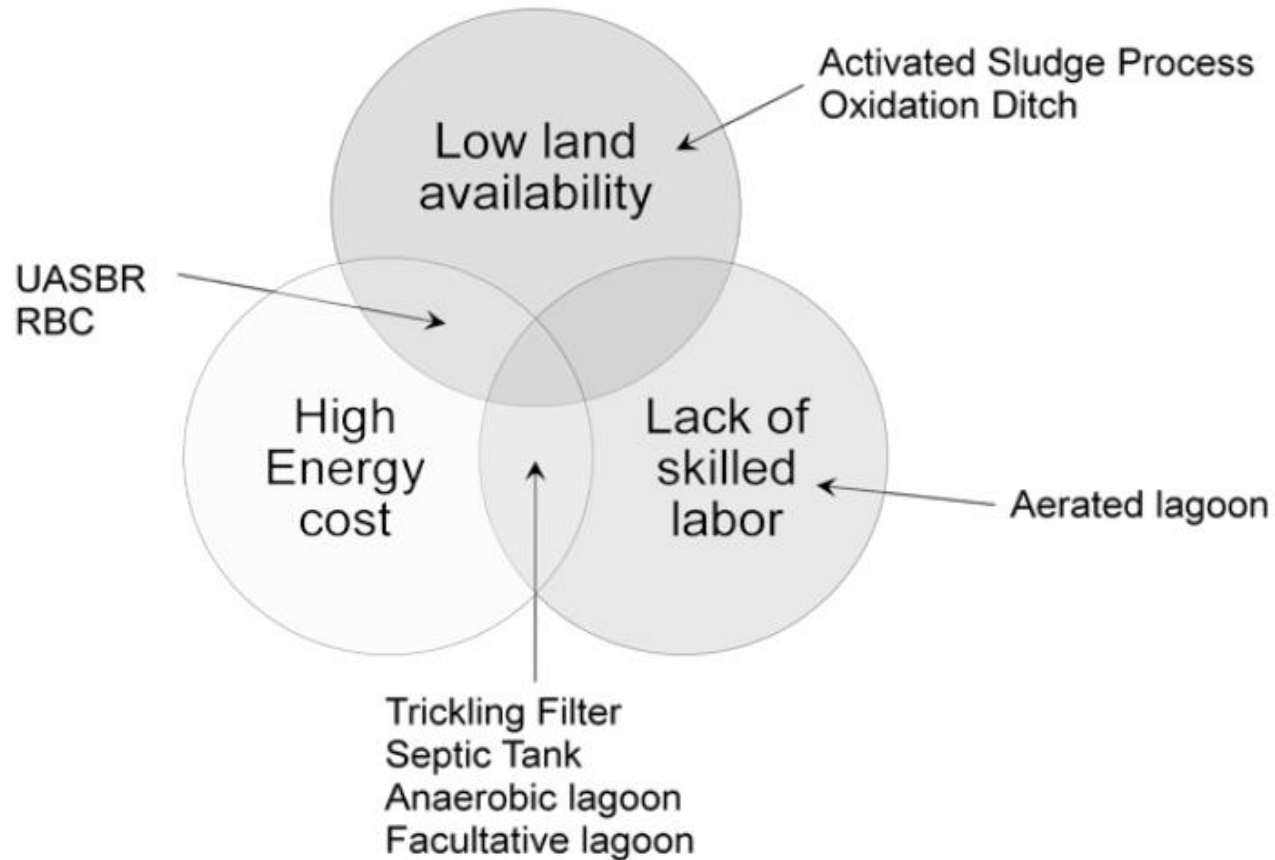 Activated Sludge Process
Oxidation Ditch
Low land
availability
UASBR
RBC
High
Energy
cost
Lack of
skilled
labor
Aerated lagoon
Trickling Filter
Septic Tank
Anaerobic lagoon
Facultative lagoon